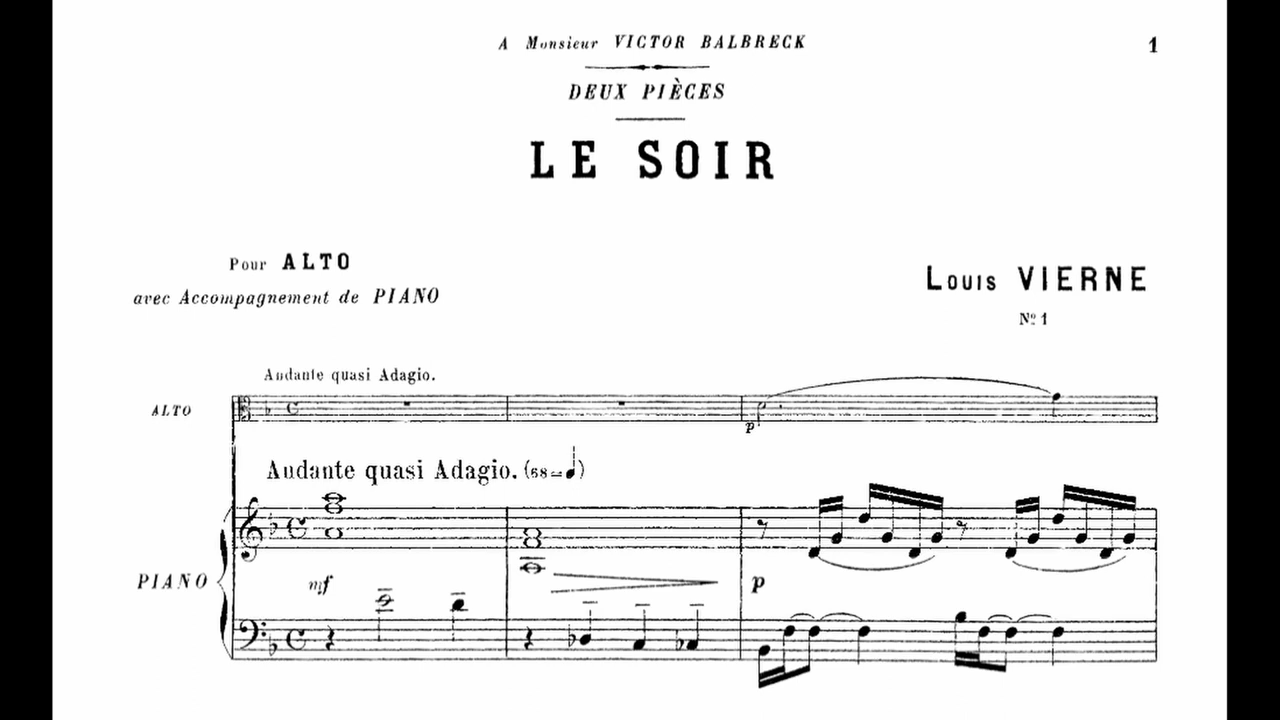 A Monsieur VICTOR BALBRECK
1
DEUX PIÈCES
LE SOIR
Pour ALTO
avec Accompagnement de PIANO
Louis VIERNE
Nº 1
Andante quasi Adagio.
ALTO
p
Andante quasi Adagio. (68=♩)
PIANO
mf
p